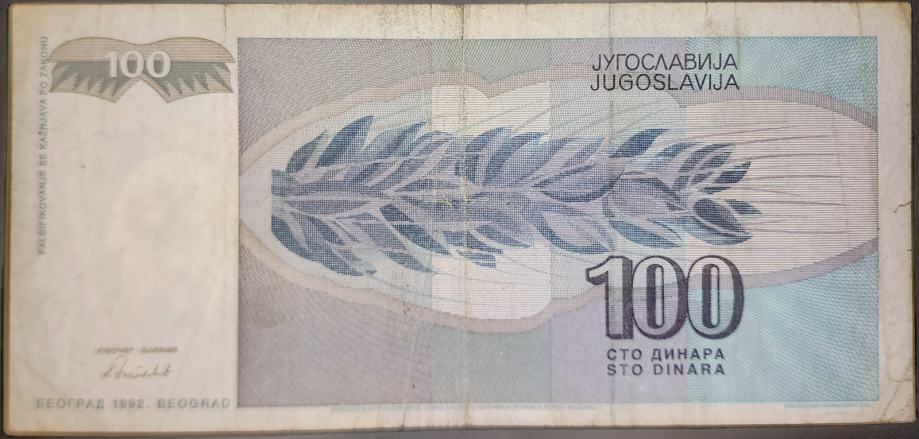 100
FALSIFIKOVANJE SE KAŽNJAVA PO ZAKONU
ЈУГОСЛАВИЈА
JUGOSLAVIJA
100
СТО ДИНАРА
STO DINARA
ГУВЕРНЕР - GUVERNER
БЕОГРАД 1992. BEOGRAD